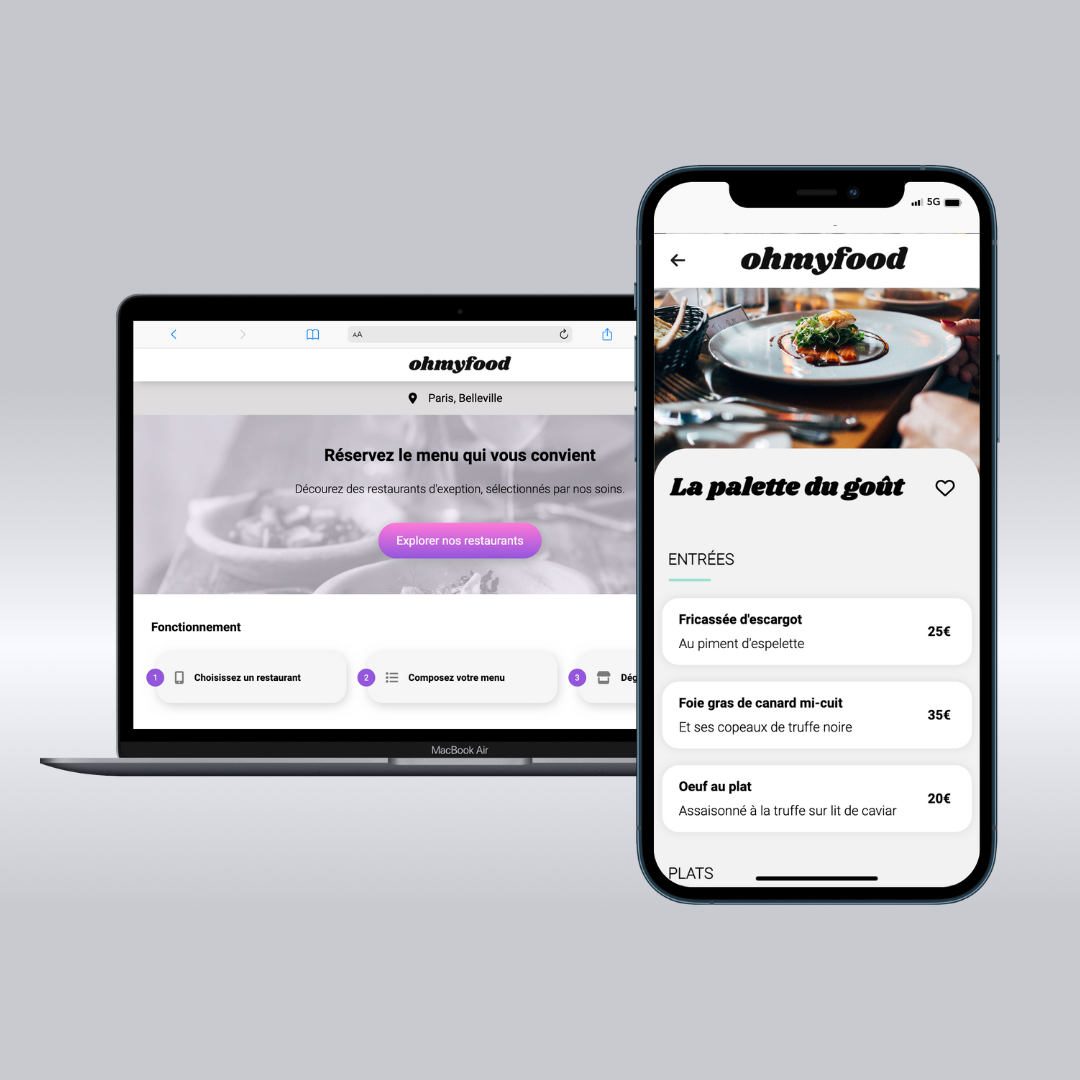 AA
ohmyfood
Paris, Belleville
Réservez le menu qui vous convient
Décourez des restaurants d'exeption, sélectionnés par nos soins.
Explorer nos restaurants
Fonctionnement
1 Choisissez un restaurant
2 Composez votre menu
3 Dég
MacBook Air
5G
ohmyfood
La palette du goût
ENTRÉES
Fricassée d'escargot
Au piment d'espelette
25€
Foie gras de canard mi-cuit
Et ses copeaux de truffe noire
35€
Oeuf au plat
Assaisonné à la truffe sur lit de caviar
20€
PLATS